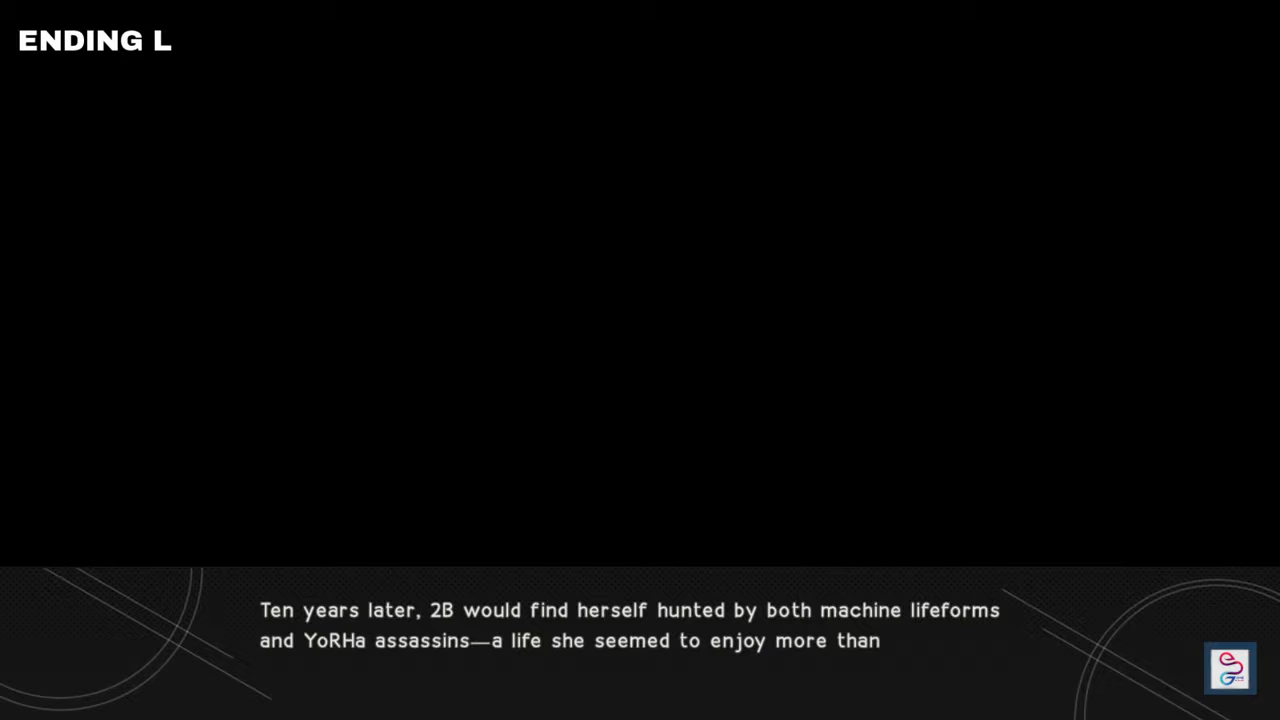 ENDING L
Ten years later, 2B would find herself hunted by both machine lifeforms
and YoRHa assassins—a life she seemed to enjoy more than